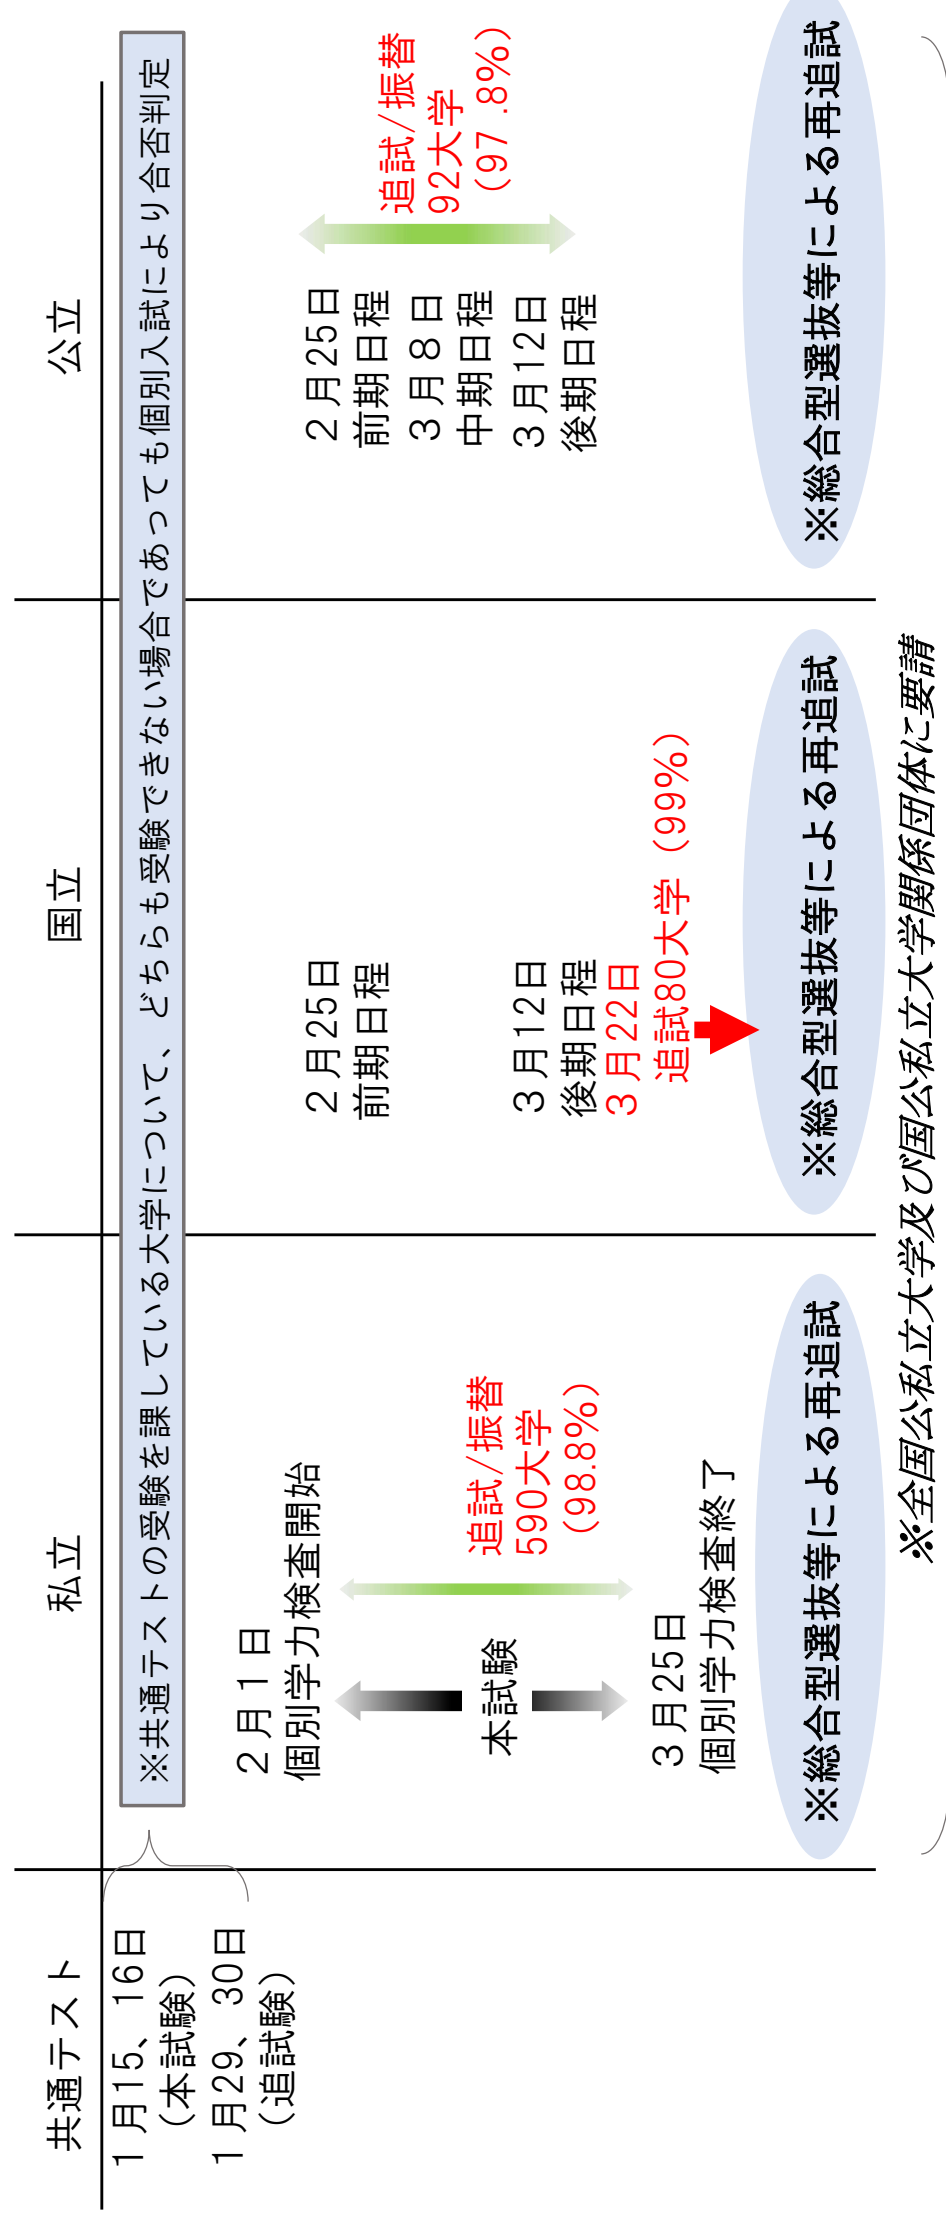 共通テスト
1月15、16日
（本試験）
1月29、30日
（追試験）
※共通テストの受験を課している大学について、どちらも受験できない場合であっても個別入試により合否判定
私立
２月１日
個別学力検査開始
本試験
追試/振替
590大学
（98.8%）
３月25日
個別学力検査終了
※総合型選抜等による再追試
国立
２月25日
前期日程
３月12日
後期日程
３月22日
追試80大学（99%）
※総合型選抜等による再追試
公立
２月25日
前期日程
３月８日
中期日程
３月12日
後期日程
追試/振替
92大学
（97.8%）
※総合型選抜等による再追試
※全国公私立大学及び国公私立大学関係団体に要請